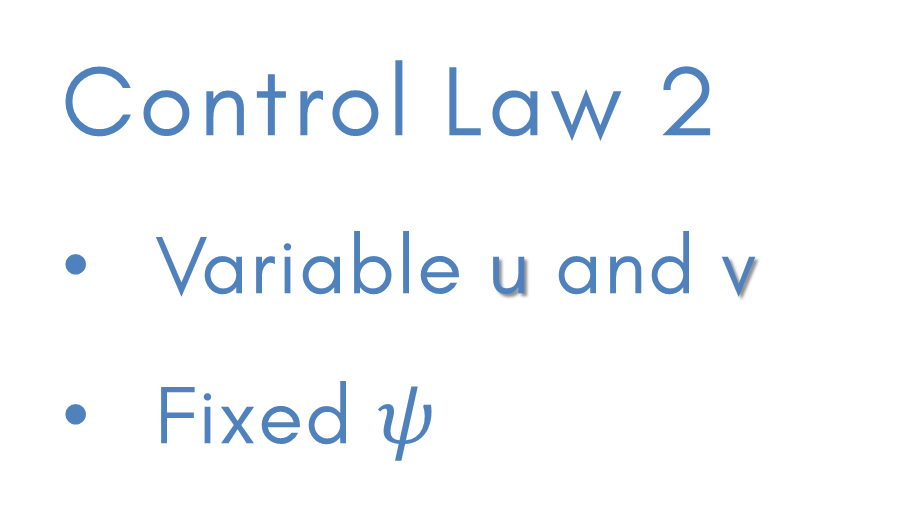 Control Law 2
• Variable u and v
• Fixed ψ